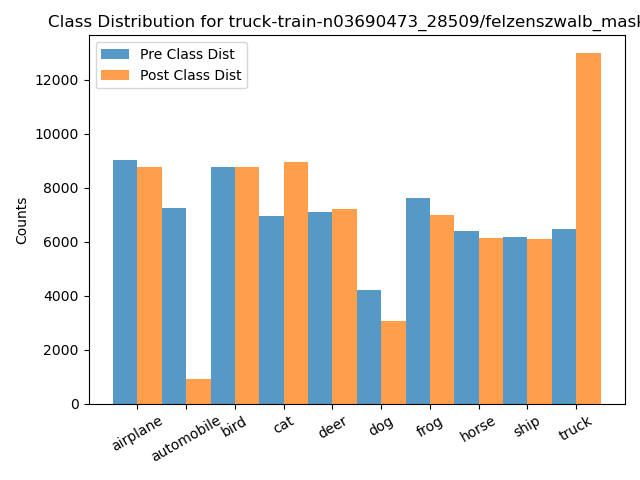 Class Distribution for truck-train-n03690473_28509/felzenszwalb_mask
Pre Class Dist
Post Class Dist
Counts
12000
10000
8000
6000
4000
2000
0
airplane
automobile
bird
cat
deer
dog
frog
horse
ship
truck